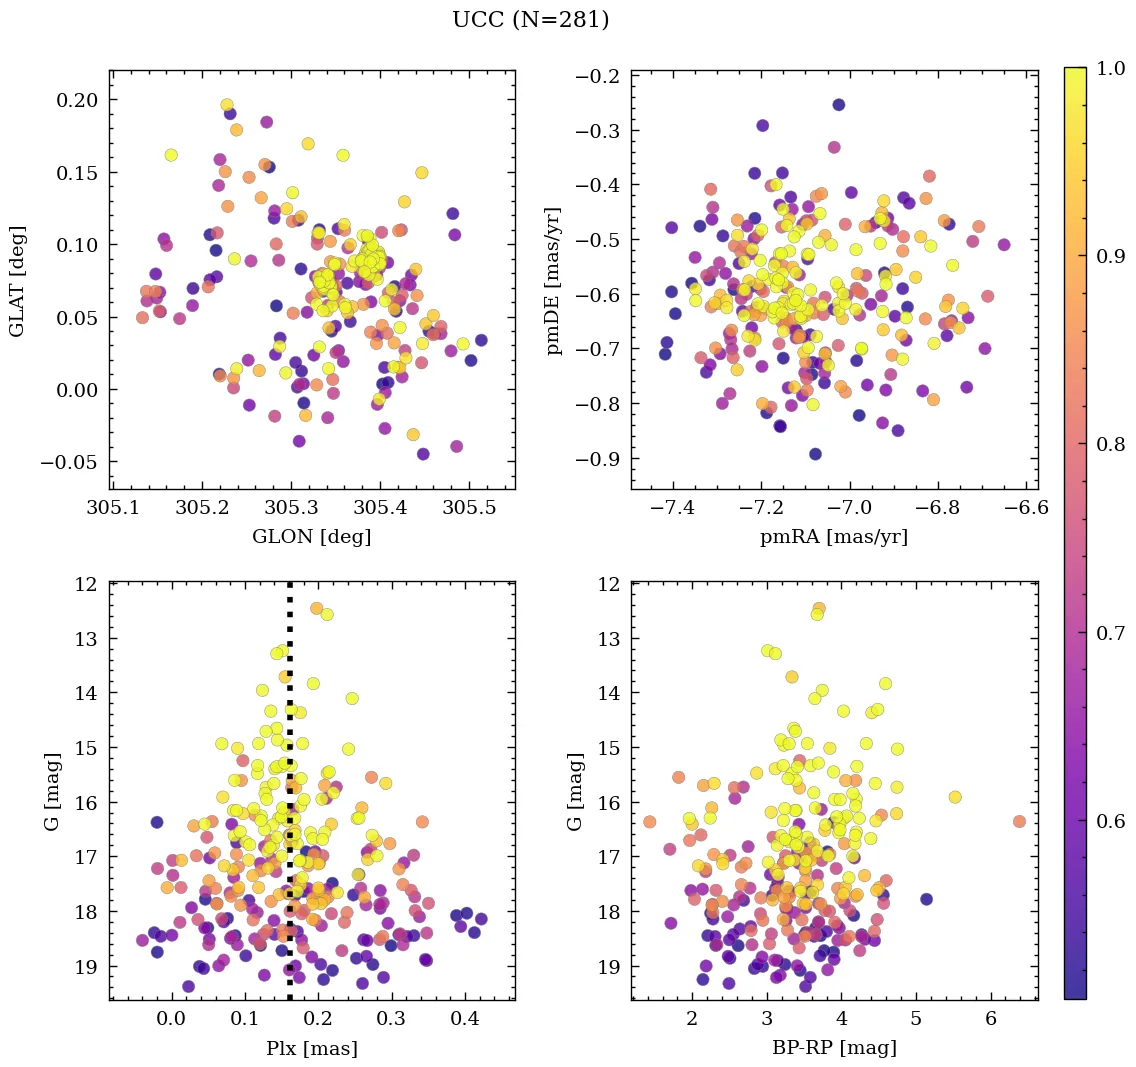 UCC (N=281)
0.20
0.15
0.10
0.05
0.00
−0.05
GLAT [deg]
305.1 305.2 305.3 305.4 305.5
GLON [deg]
−0.2
−0.3
−0.4
−0.5
−0.6
−0.7
−0.8
−0.9
pmDE [mas/yr]
−7.4 −7.2 −7.0 −6.8 −6.6
pmRA [mas/yr]
1.0
0.9
0.8
0.7
0.6
12
13
14
15
16
17
18
19
G [mag]
0.0 0.1 0.2 0.3 0.4
Plx [mas]
12
13
14
15
16
17
18
19
G [mag]
2 3 4 5 6
BP-RP [mag]